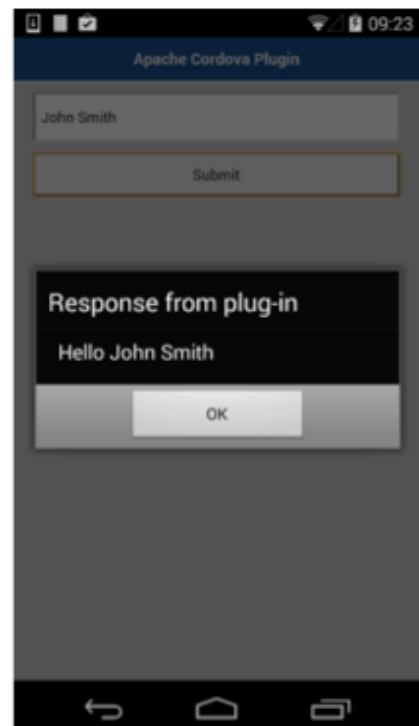 09:23
Apache Cordova Plugin
John Smith
Submit
Response from plug-in
Hello John Smith
OK